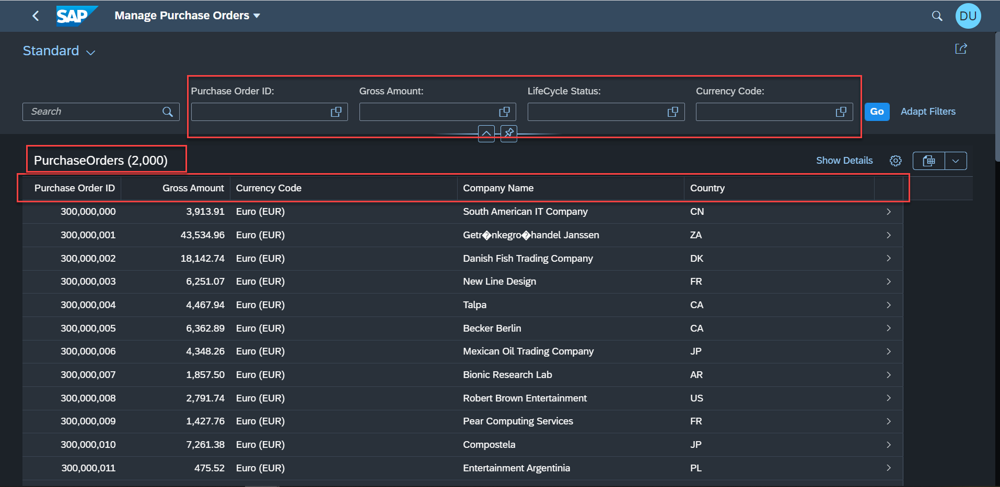 SAP Manage Purchase Orders DU
Standard
Purchase Order ID: Gross Amount: LifeCycle Status: Currency Code:
Search Go Adapt Filters
PurchaseOrders (2,000) Show Details
Purchase Order ID Gross Amount Currency Code Company Name Country
300,000,000 3,913.91 Euro (EUR) South American IT Company CN
300,000,001 43,534.96 Euro (EUR) Getr�nkegro�handel Janssen ZA
300,000,002 18,142.74 Euro (EUR) Danish Fish Trading Company DK
300,000,003 6,251.07 Euro (EUR) New Line Design FR
300,000,004 4,467.94 Euro (EUR) Talpa CA
300,000,005 6,362.89 Euro (EUR) Becker Berlin CA
300,000,006 4,348.26 Euro (EUR) Mexican Oil Trading Company JP
300,000,007 1,857.50 Euro (EUR) Bionic Research Lab AR
300,000,008 2,791.74 Euro (EUR) Robert Brown Entertainment US
300,000,009 1,427.76 Euro (EUR) Pear Computing Services FR
300,000,010 7,261.38 Euro (EUR) Compostela JP
300,000,011 475.52 Euro (EUR) Entertainment Argentinia PL